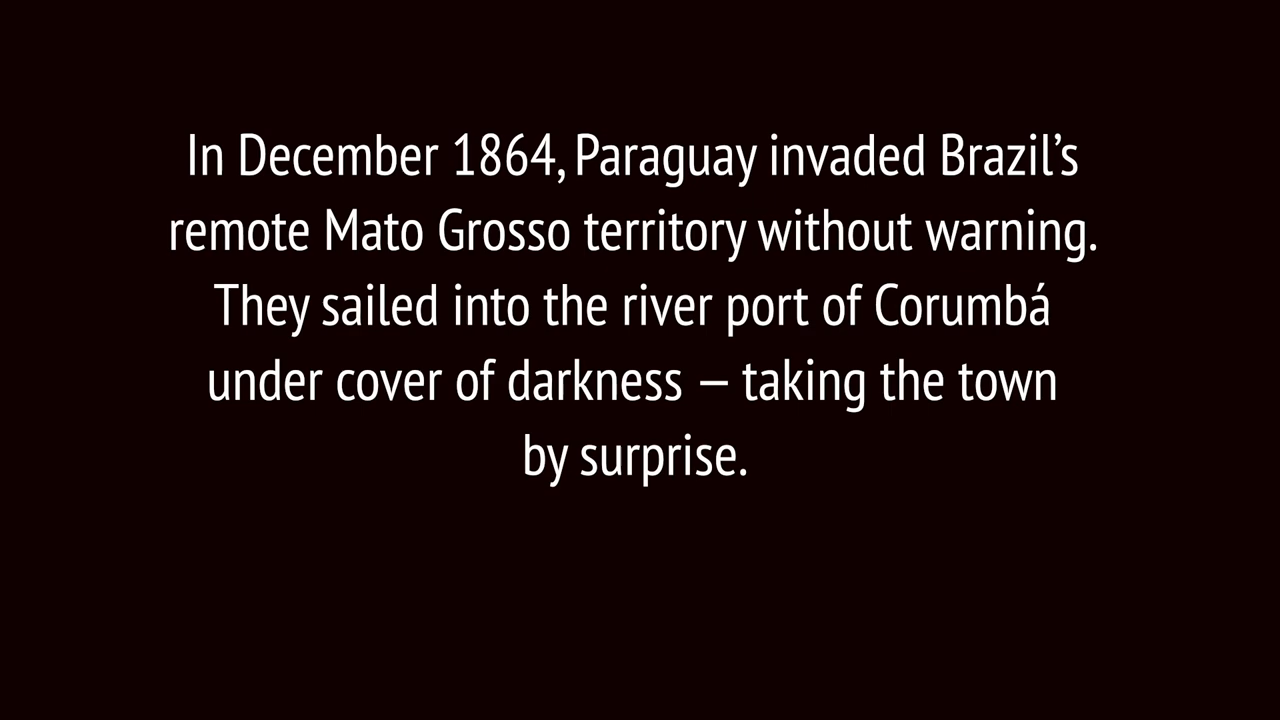 In December 1864, Paraguay invaded Brazil’s
remote Mato Grosso territory without warning.
They sailed into the river port of Corumbá
under cover of darkness — taking the town
by surprise.